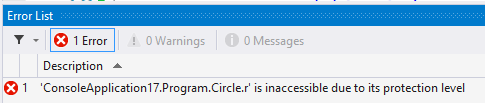 Error List
1 Error 0 Warnings 0 Messages
Description
1 'ConsoleApplication17.Program.Circle.r' is inaccessible due to its protection level